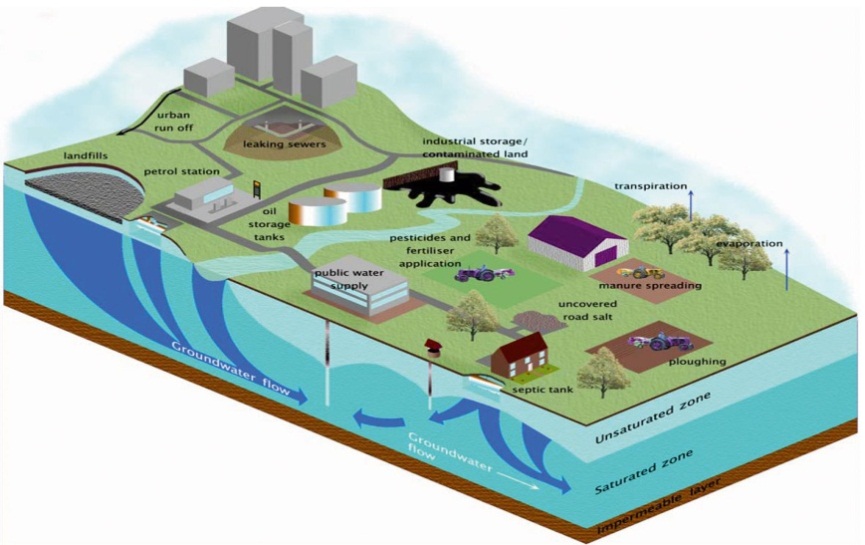 urban
run off
leaking sewers
industrial storage/
contaminated land
landfills
petrol station
transpiration
oil
storage
tanks
pesticides and
fertiliser
application
evaporation
public water
supply
manure spreading
uncovered
road salt
ploughing
septic tank
Groundwater flow
Groundwater
flow
Unsaturated zone
Saturated zone
Impermeable layer